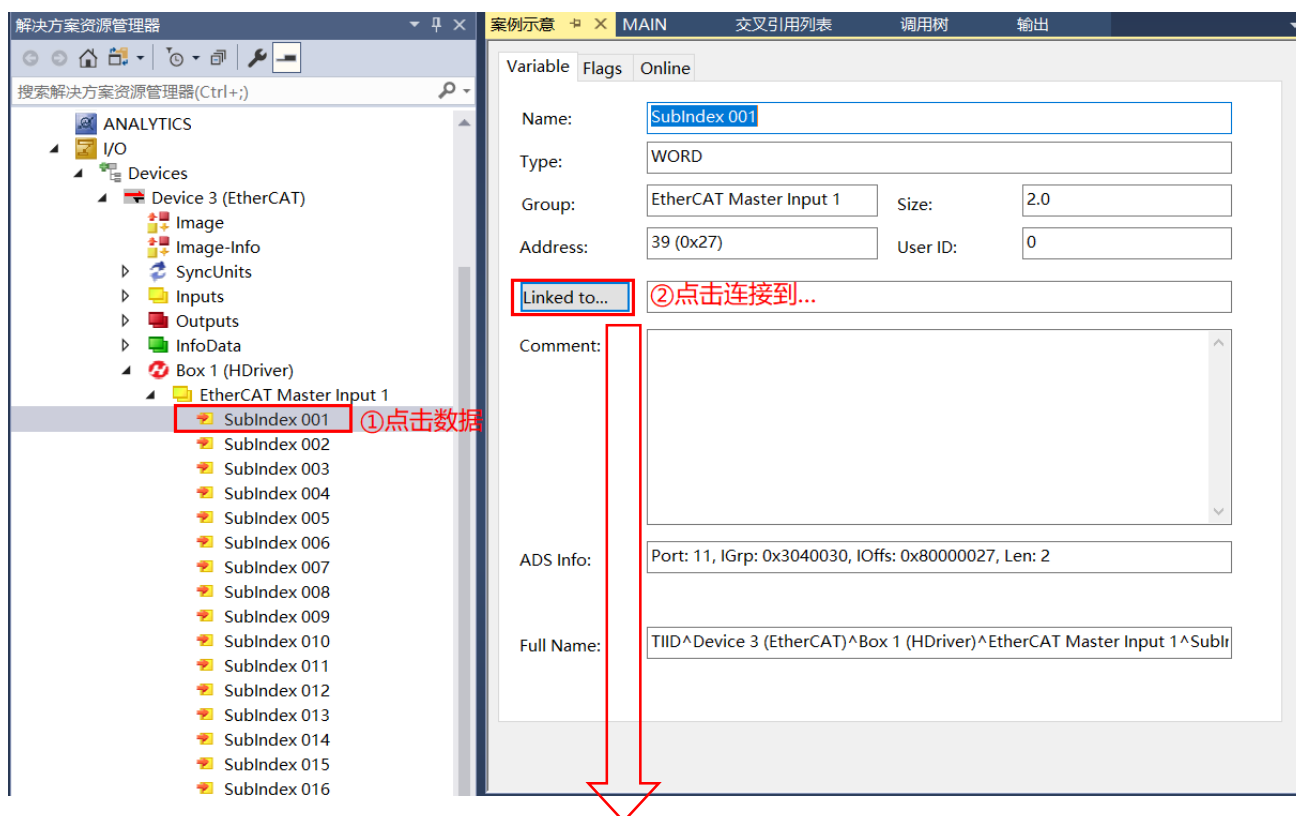 解决方案资源管理器
搜索解决方案资源管理器(Ctrl+;)
ANALYTICS
I/O
Devices
Device 3 (EtherCAT)
Image
Image-Info
SyncUnits
Inputs
Outputs
InfoData
Box 1 (HDriver)
EtherCAT Master Input 1
SubIndex 001 ①点击数据
SubIndex 002
SubIndex 003
SubIndex 004
SubIndex 005
SubIndex 006
SubIndex 007
SubIndex 008
SubIndex 009
SubIndex 010
SubIndex 011
SubIndex 012
SubIndex 013
SubIndex 014
SubIndex 015
SubIndex 016
案例示意 MAIN 交叉引用列表 调用树 输出
Variable Flags Online
Name: SubIndex 001
Type: WORD
Group: EtherCAT Master Input 1 Size: 2.0
Address: 39 (0x27) User ID: 0
Linked to... ②点击连接到...
Comment:
ADS Info: Port: 11, IGrp: 0x3040030, IOffs: 0x80000027, Len: 2
Full Name: TIID^Device 3 (EtherCAT)^Box 1 (HDriver)^EtherCAT Master Input 1^SubIr